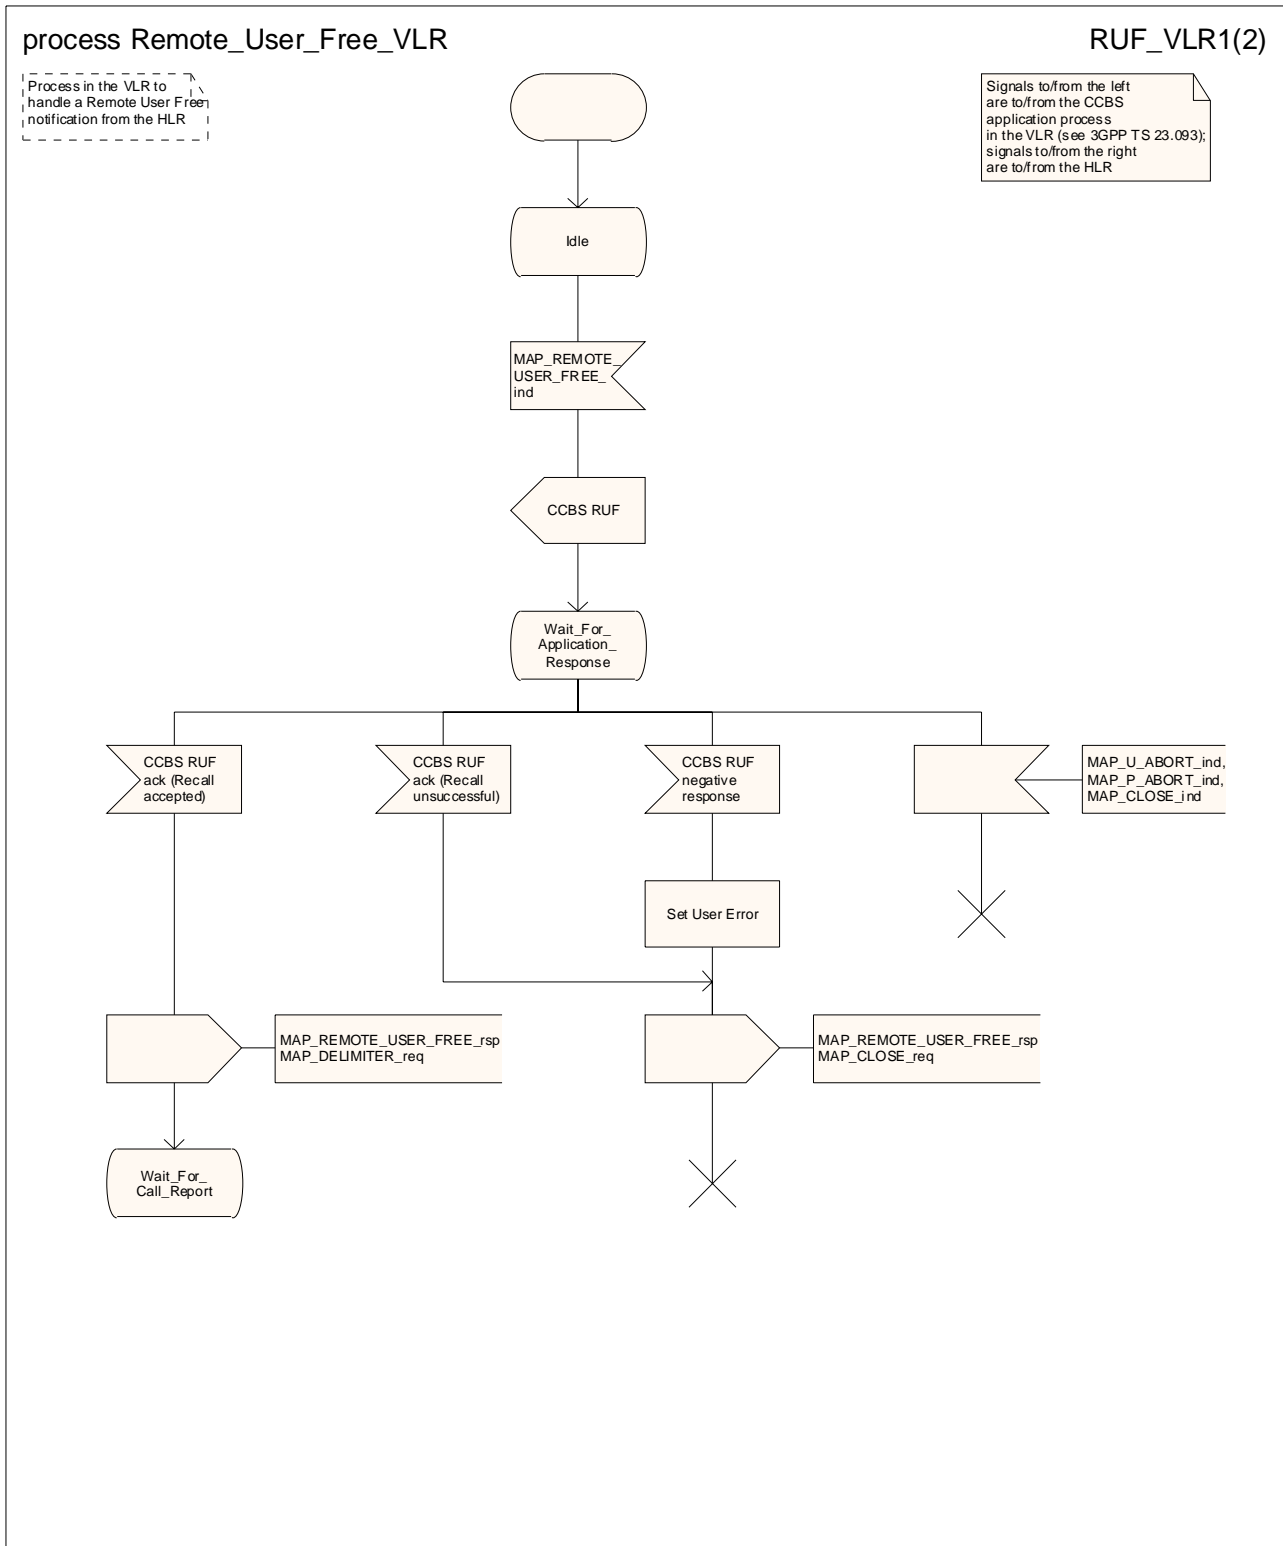 process Remote_User_Free_VLR
RUF_VLR1(2)
Process in the VLR to
handle a Remote User Free
notification from the HLR
Signals to/from the left
are to/from the CCBS
application process
in the VLR (see 3GPP TS 23.093);
signals to/from the right
are to/from the HLR
Idle
MAP_REMOTE_
USER_FREE_
ind
CCBS RUF
Wait_For_
Application_
Response
CCBS RUF
ack (Recall
accepted)
CCBS RUF
ack (Recall
unsuccessful)
CCBS RUF
negative
response
MAP_U_ABORT_ind,
MAP_P_ABORT_ind,
MAP_CLOSE_ind
Set User Error
MAP_REMOTE_USER_FREE_rsp
MAP_DELIMITER_req
MAP_REMOTE_USER_FREE_rsp
MAP_CLOSE_req
Wait_For_
Call_Report